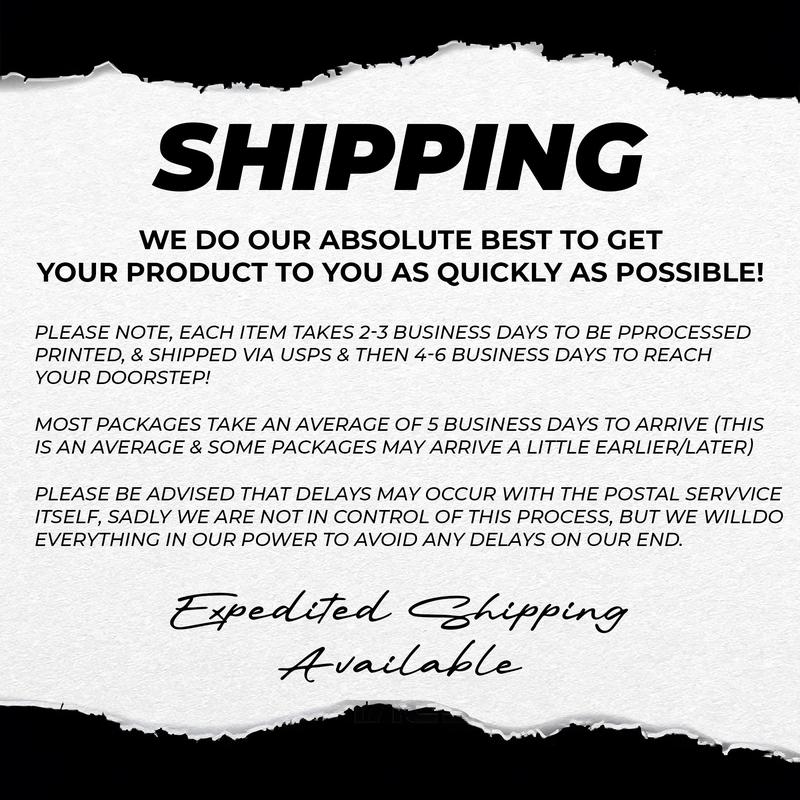 SHIPPING
WE DO OUR ABSOLUTE BEST TO GET
YOUR PRODUCT TO YOU AS QUICKLY AS POSSIBLE!
PLEASE NOTE, EACH ITEM TAKES 2-3 BUSINESS DAYS TO BE PPROCESSED
PRINTED, & SHIPPED VIA USPS & THEN 4-6 BUSINESS DAYS TO REACH
YOUR DOORSTEP!
MOST PACKAGES TAKE AN AVERAGE OF 5 BUSINESS DAYS TO ARRIVE (THIS
IS AN AVERAGE & SOME PACKAGES MAY ARRIVE A LITTLE EARLIER/LATER)
PLEASE BE ADVISED THAT DELAYS MAY OCCUR WITH THE POSTAL SERVVICE
ITSELF, SADLY WE ARE NOT IN CONTROL OF THIS PROCESS, BUT WE WILLDO
EVERYTHING IN OUR POWER TO AVOID ANY DELAYS ON OUR END.
Expedited Shipping
Available